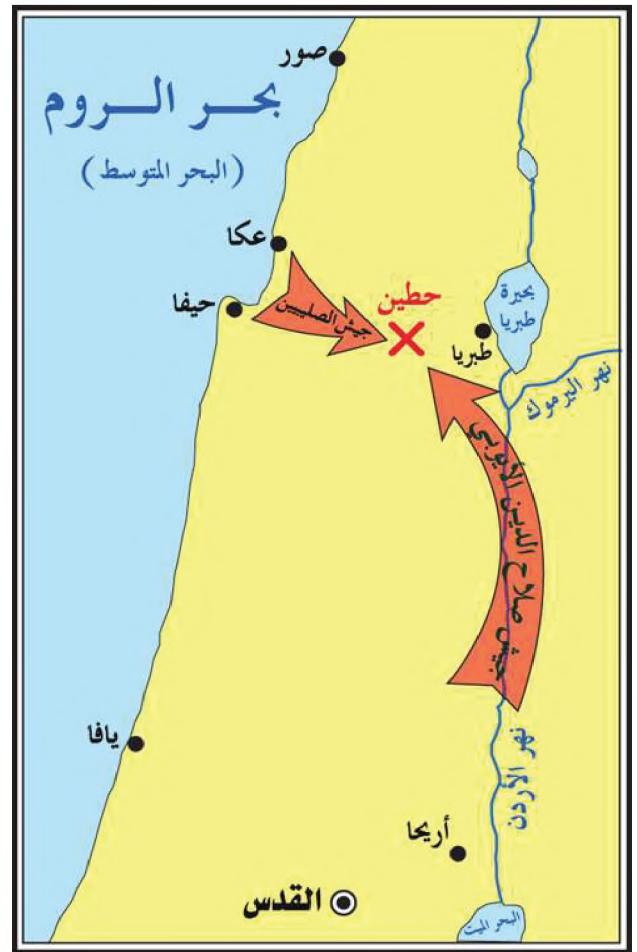 صور
بحر الروم
(البحر المتوسط)
عكا
حيفا
جيش الصليبيين
حطين
بحيرة
طبريا
طبريا
نهر اليرموك
جيش صلاح الدين الأيوبي
يافا
نهر الأردن
أريحا
القدس
البحر الميت